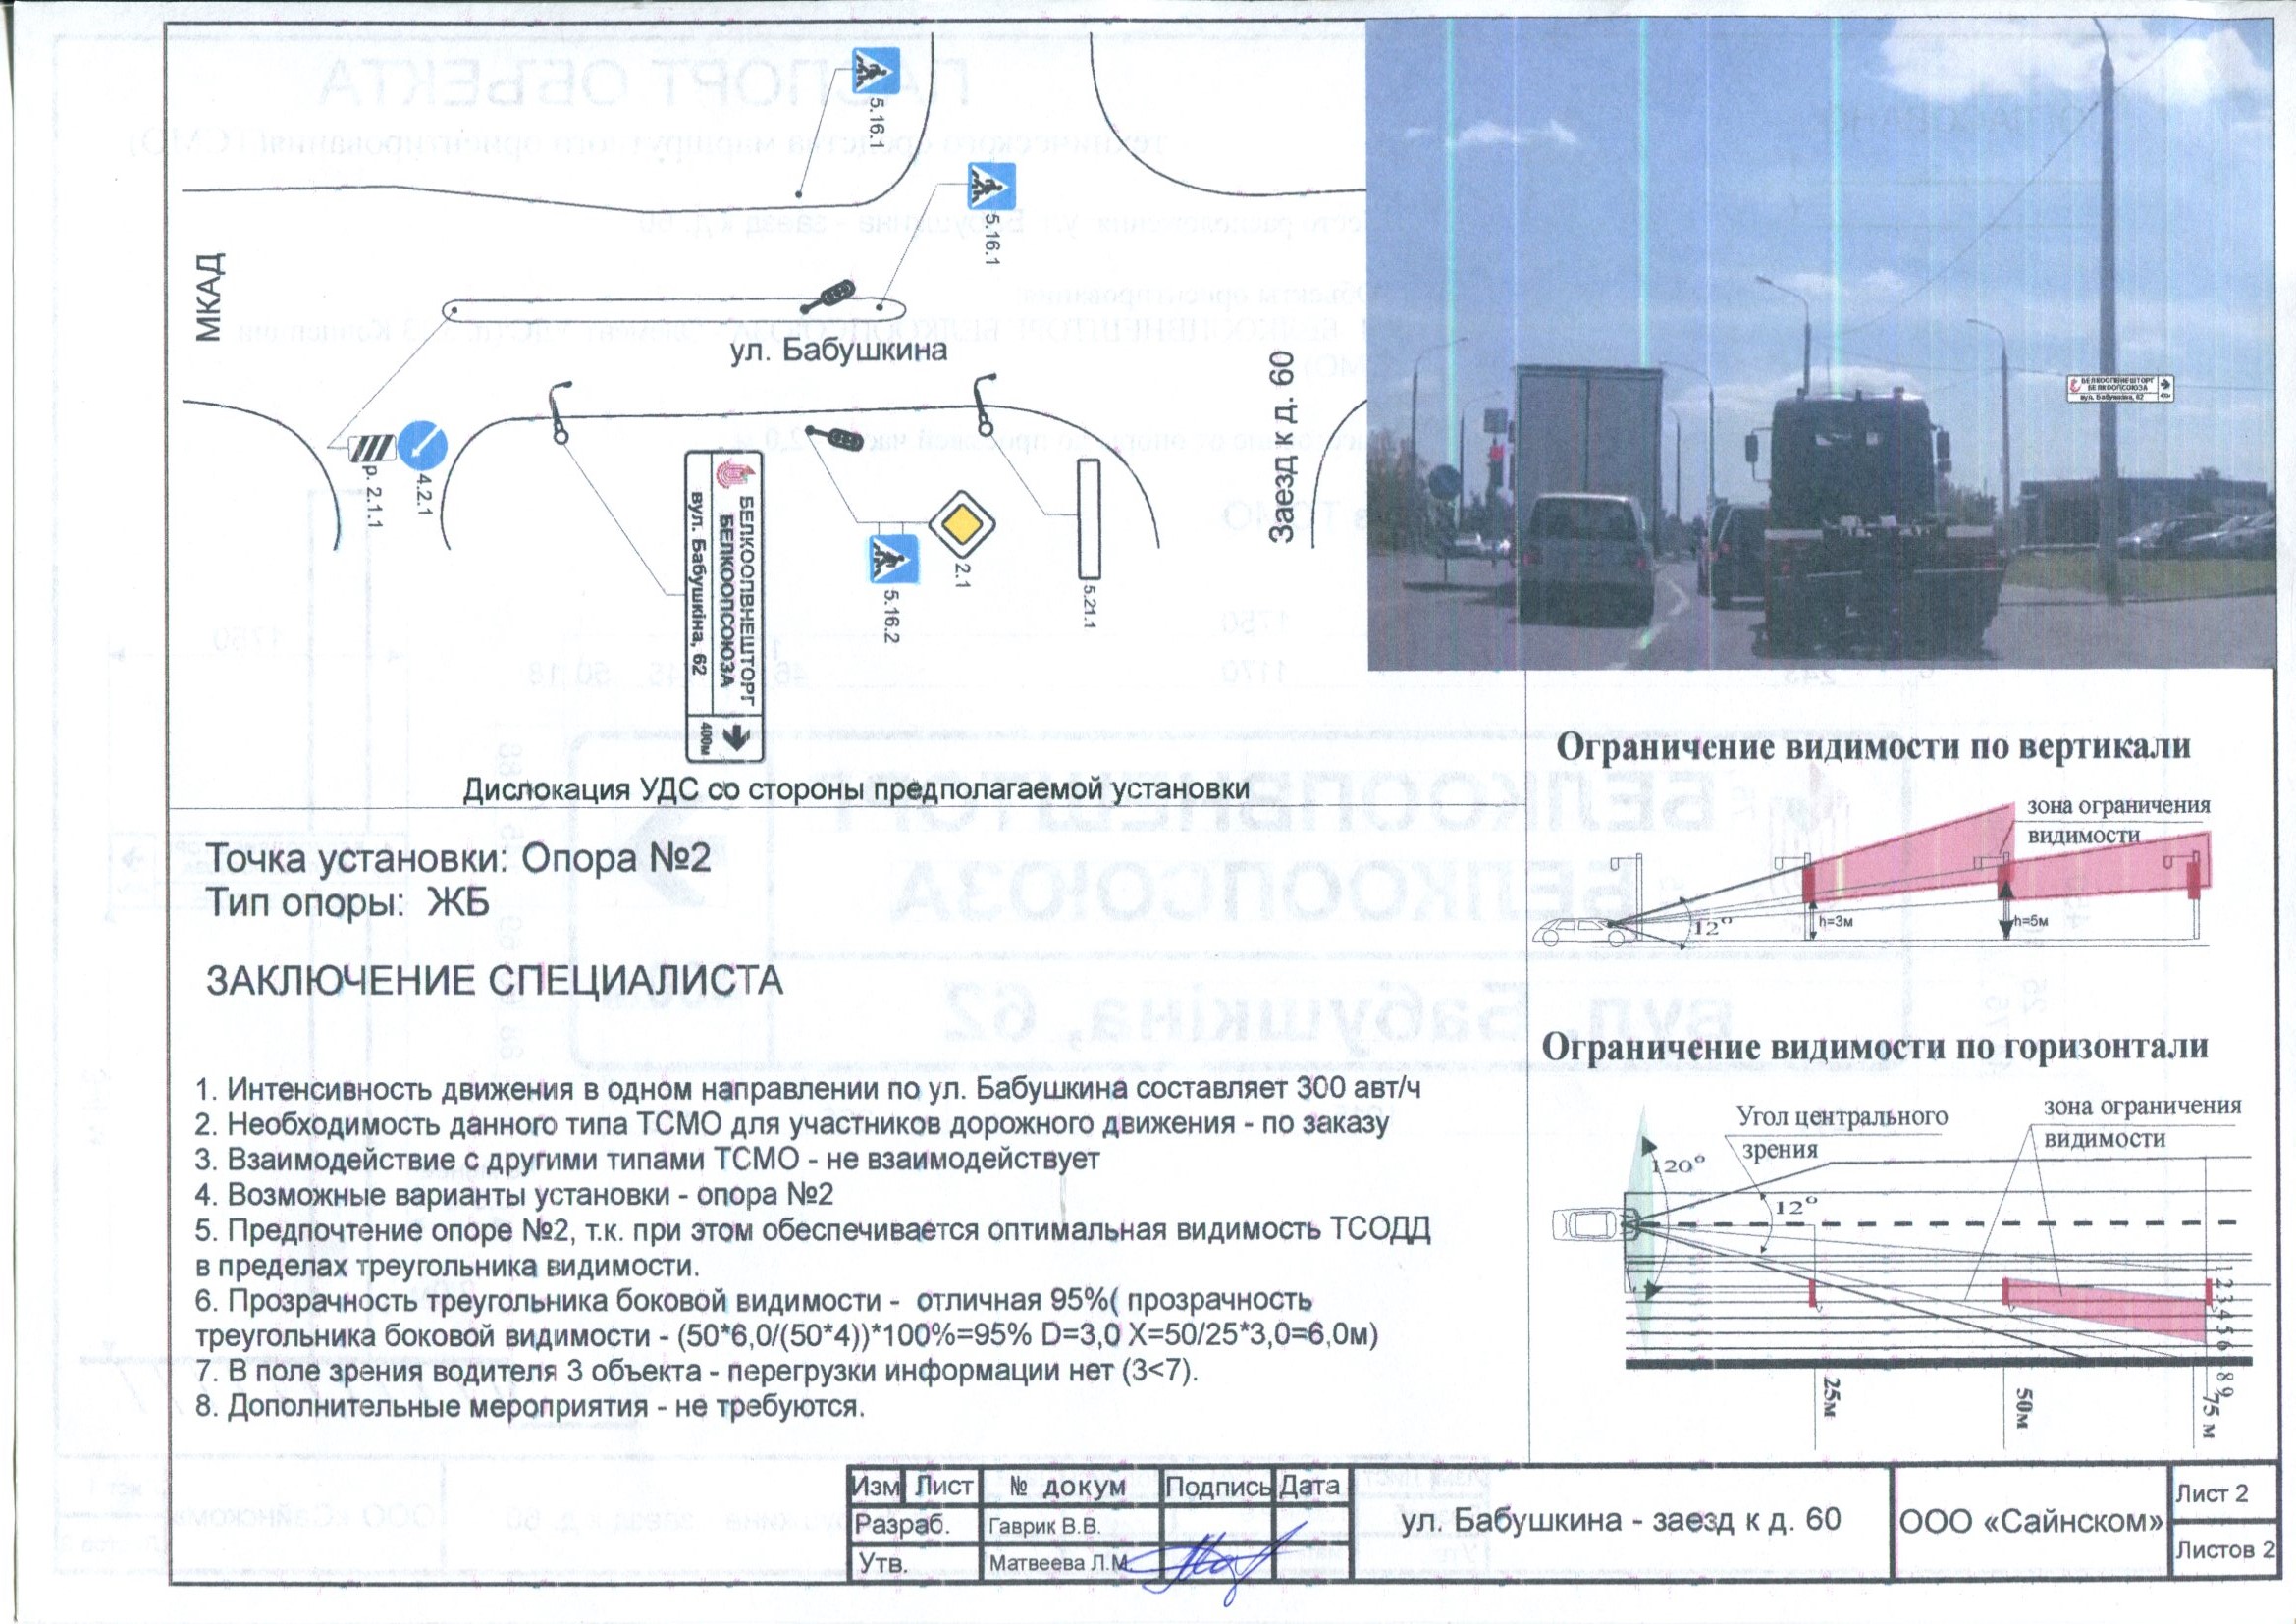 5.16.1
5.16.1
МКАД
ул. Бабушкина
Заезд к д. 60
р. 2.1.1
4.2.1
БЕЛКООПВНЕШТОРГ
БЕЛКООПСОЮЗА
вул. Бабушкіна, 62
400м
5.16.2
2.1
5.21.1
Дислокация УДС со стороны предполагаемой установки
БЕЛКООПВНЕШТОРГ
БЕЛКООПСОЮЗА
вул. Бабушкіна, 62
Точка установки: Опора №2
Тип опоры: ЖБ
ЗАКЛЮЧЕНИЕ СПЕЦИАЛИСТА
1. Интенсивность движения в одном направлении по ул. Бабушкина составляет 300 авт/ч
2. Необходимость данного типа ТСМО для участников дорожного движения - по заказу
3. Взаимодействие с другими типами ТСМО - не взаимодействует
4. Возможные варианты установки - опора №2
5. Предпочтение опоре №2, т.к. при этом обеспечивается оптимальная видимость ТСОДД
в пределах треугольника видимости.
6. Прозрачность треугольника боковой видимости - отличная 95%( прозрачность
треугольника боковой видимости - (50*6,0/(50*4))*100%=95% D=3,0 X=50/25*3,0=6,0м)
7. В поле зрения водителя 3 объекта - перегрузки информации нет (3<7).
8. Дополнительные мероприятия - не требуются.
Ограничение видимости по вертикали
зона ограничения
видимости
12°
h=3м
h=5м
Ограничение видимости по горизонтали
Угол центрального
зрения
зона ограничения
видимости
120°
12°
1 2 3 4 5 6 8 9
25м
50м
75 м
Изм Лист № докум Подпись Дата
Разраб. Гаврик В.В.
Утв. Матвеева Л.М.
ул. Бабушкина - заезд к д. 60
ООО «Сайнском»
Лист 2
Листов 2